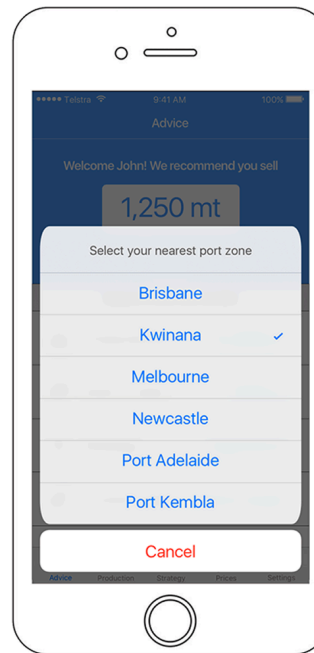 Telstra 9:41 AM 100%
Advice
Welcome John! We recommend you sell
1,250 mt
Select your nearest port zone
Brisbane
Kwinana
Melbourne
Newcastle
Port Adelaide
Port Kembla
Cancel
Advice Production Strategy Prices Settings